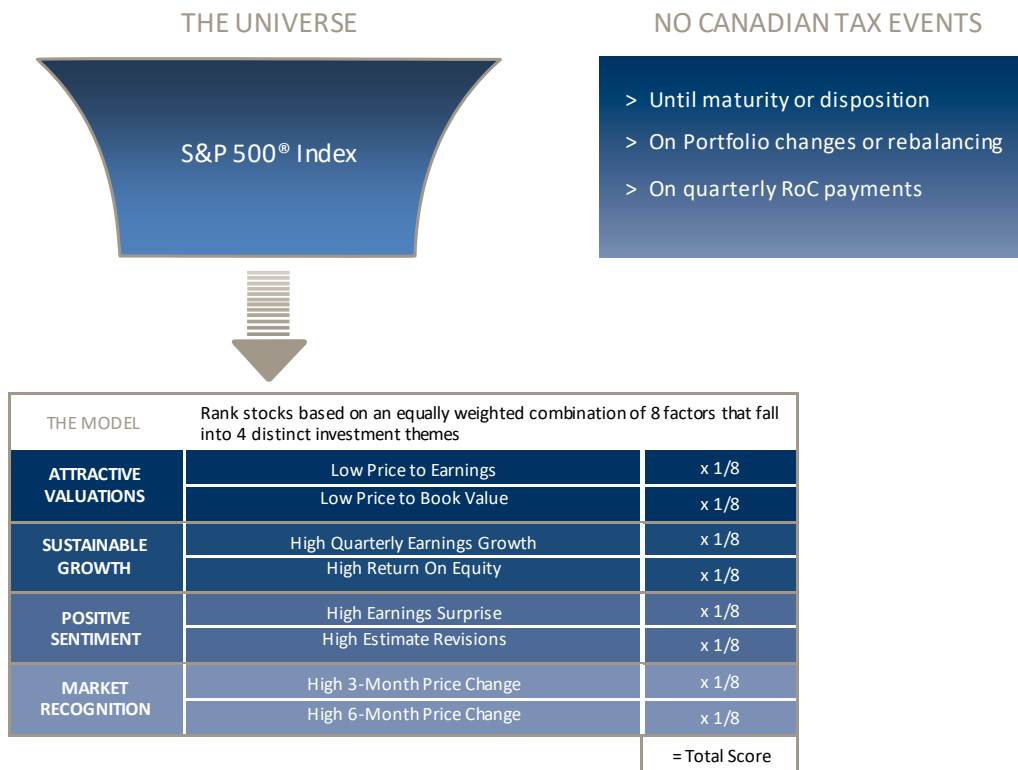 THE UNIVERSE
S&P 500® Index
NO CANADIAN TAX EVENTS
> Until maturity or disposition
> On Portfolio changes or rebalancing
> On quarterly RoC payments
THE MODEL
Rank stocks based on an equally weighted combination of 8 factors that fall
into 4 distinct investment themes
ATTRACTIVE
VALUATIONS
Low Price to Earnings
x 1/8
Low Price to Book Value
x 1/8
SUSTAINABLE
GROWTH
High Quarterly Earnings Growth
x 1/8
High Return On Equity
x 1/8
POSITIVE
SENTIMENT
High Earnings Surprise
x 1/8
High Estimate Revisions
x 1/8
MARKET
RECOGNITION
High 3-Month Price Change
x 1/8
High 6-Month Price Change
x 1/8
= Total Score